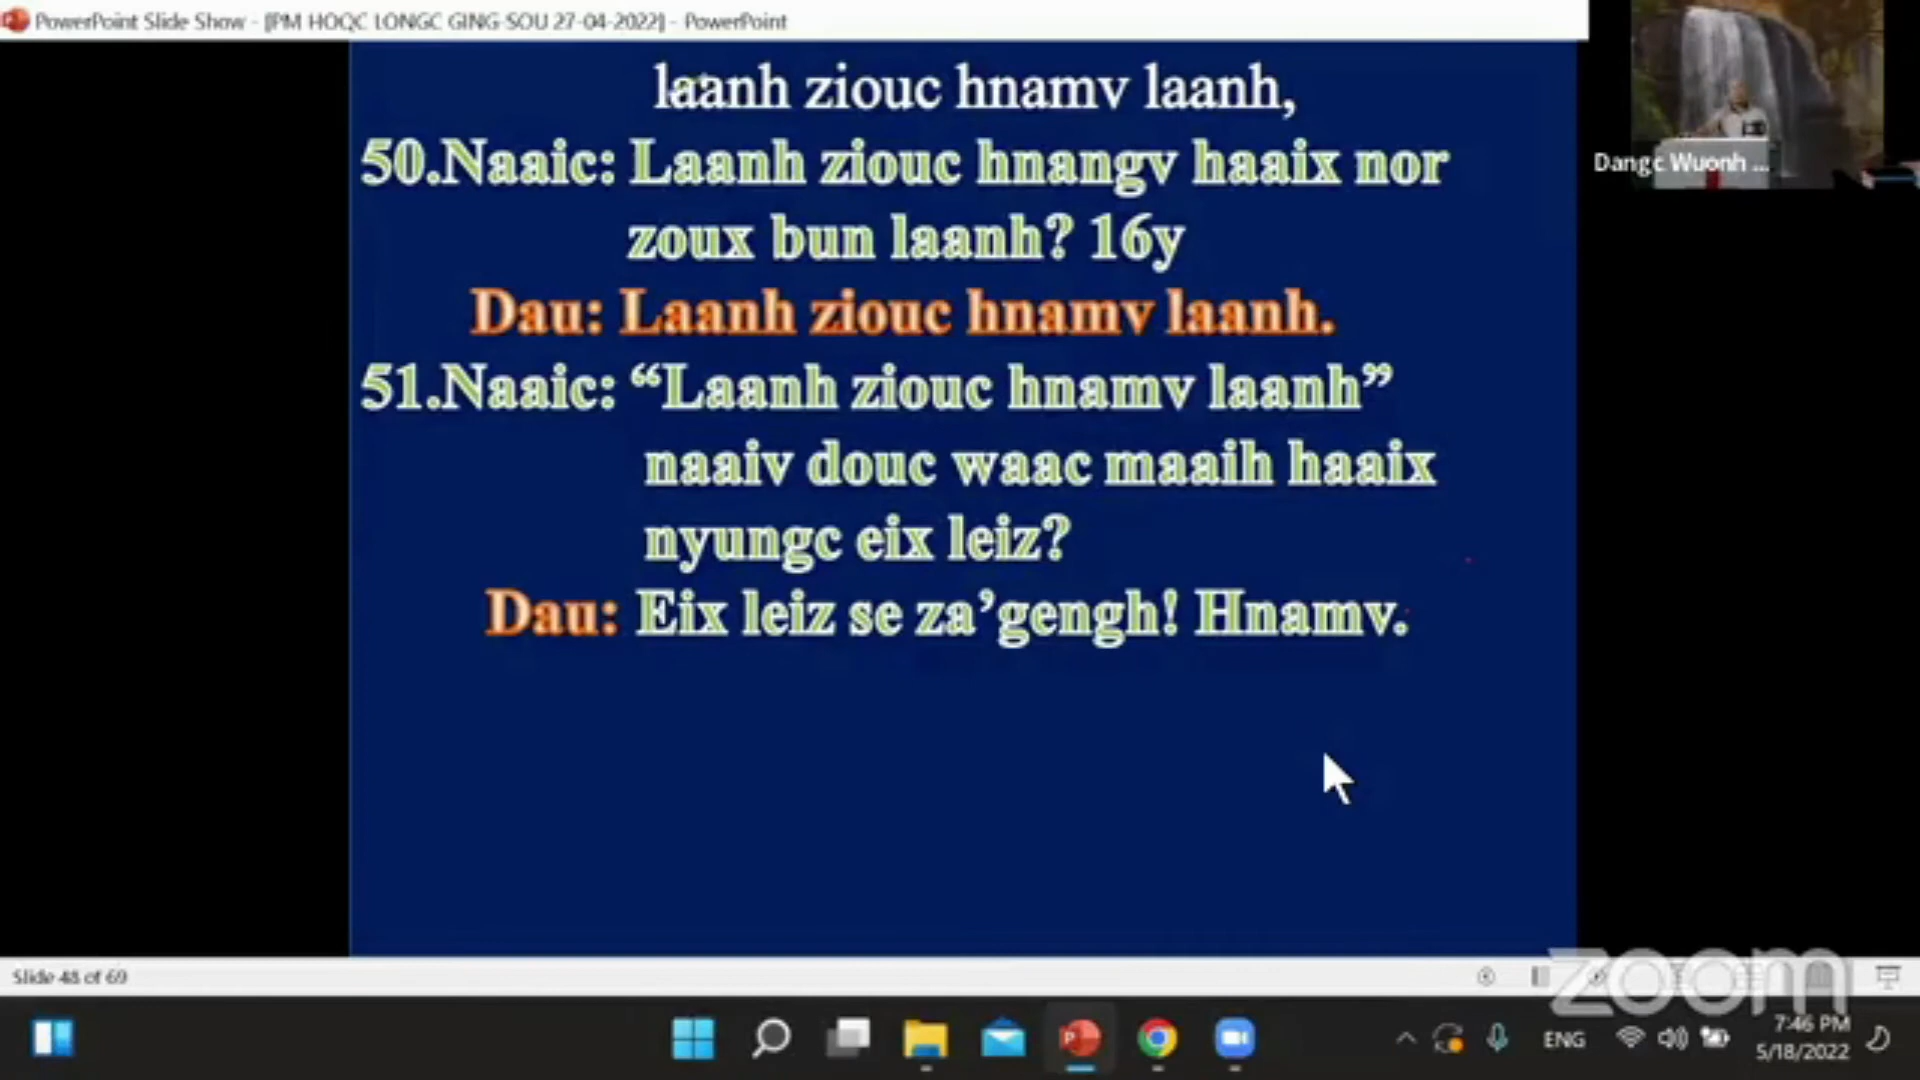 PowerPoint Slide Show - [PM HOQC LONGC GING-SOU 27-04-2022] - PowerPoint
laanh ziouc hnamv laanh,
50.Naaic: Laanh ziouc hnangv haaix nor
zoux bun laanh? 16y
Dau: Laanh ziouc hnamv laanh.
51.Naaic: “Laanh ziouc hnamv laanh”
naaiv douc waac maaih haaix
nyungc eix leiz?
Dau: Eix leiz se za’gengh! Hnamv.
Dangc Wuonh ...
Slide 48 of 69
zoom
ENG
7:46 PM
5/18/2022